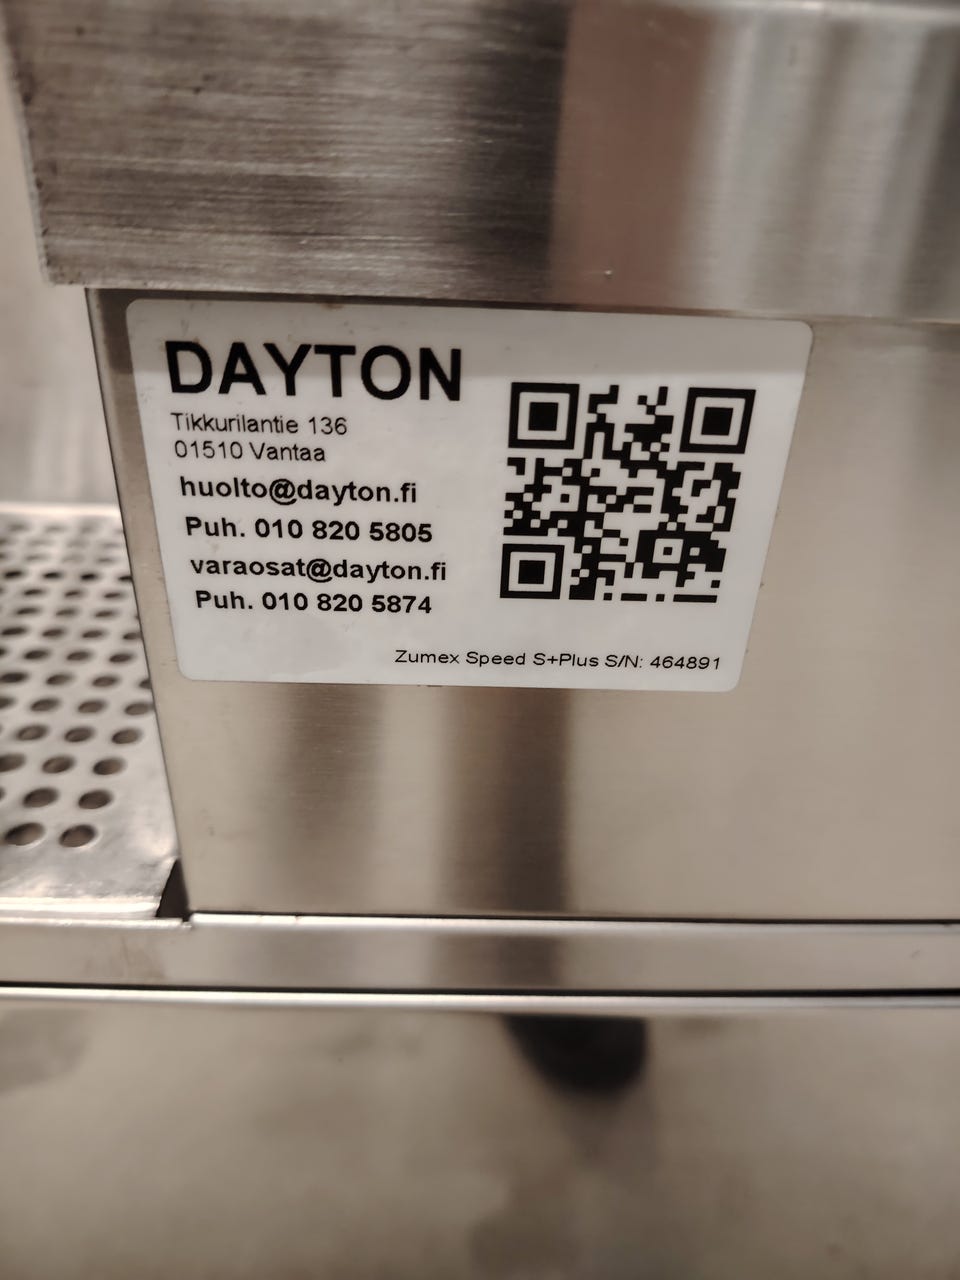 DAYTON
Tikkurilantie 136
01510 Vantaa
huolto@dayton.fi
Puh. 010 820 5805
varaosat@dayton.fi
Puh. 010 820 5874
Zumex Speed S+Plus S/N: 464891